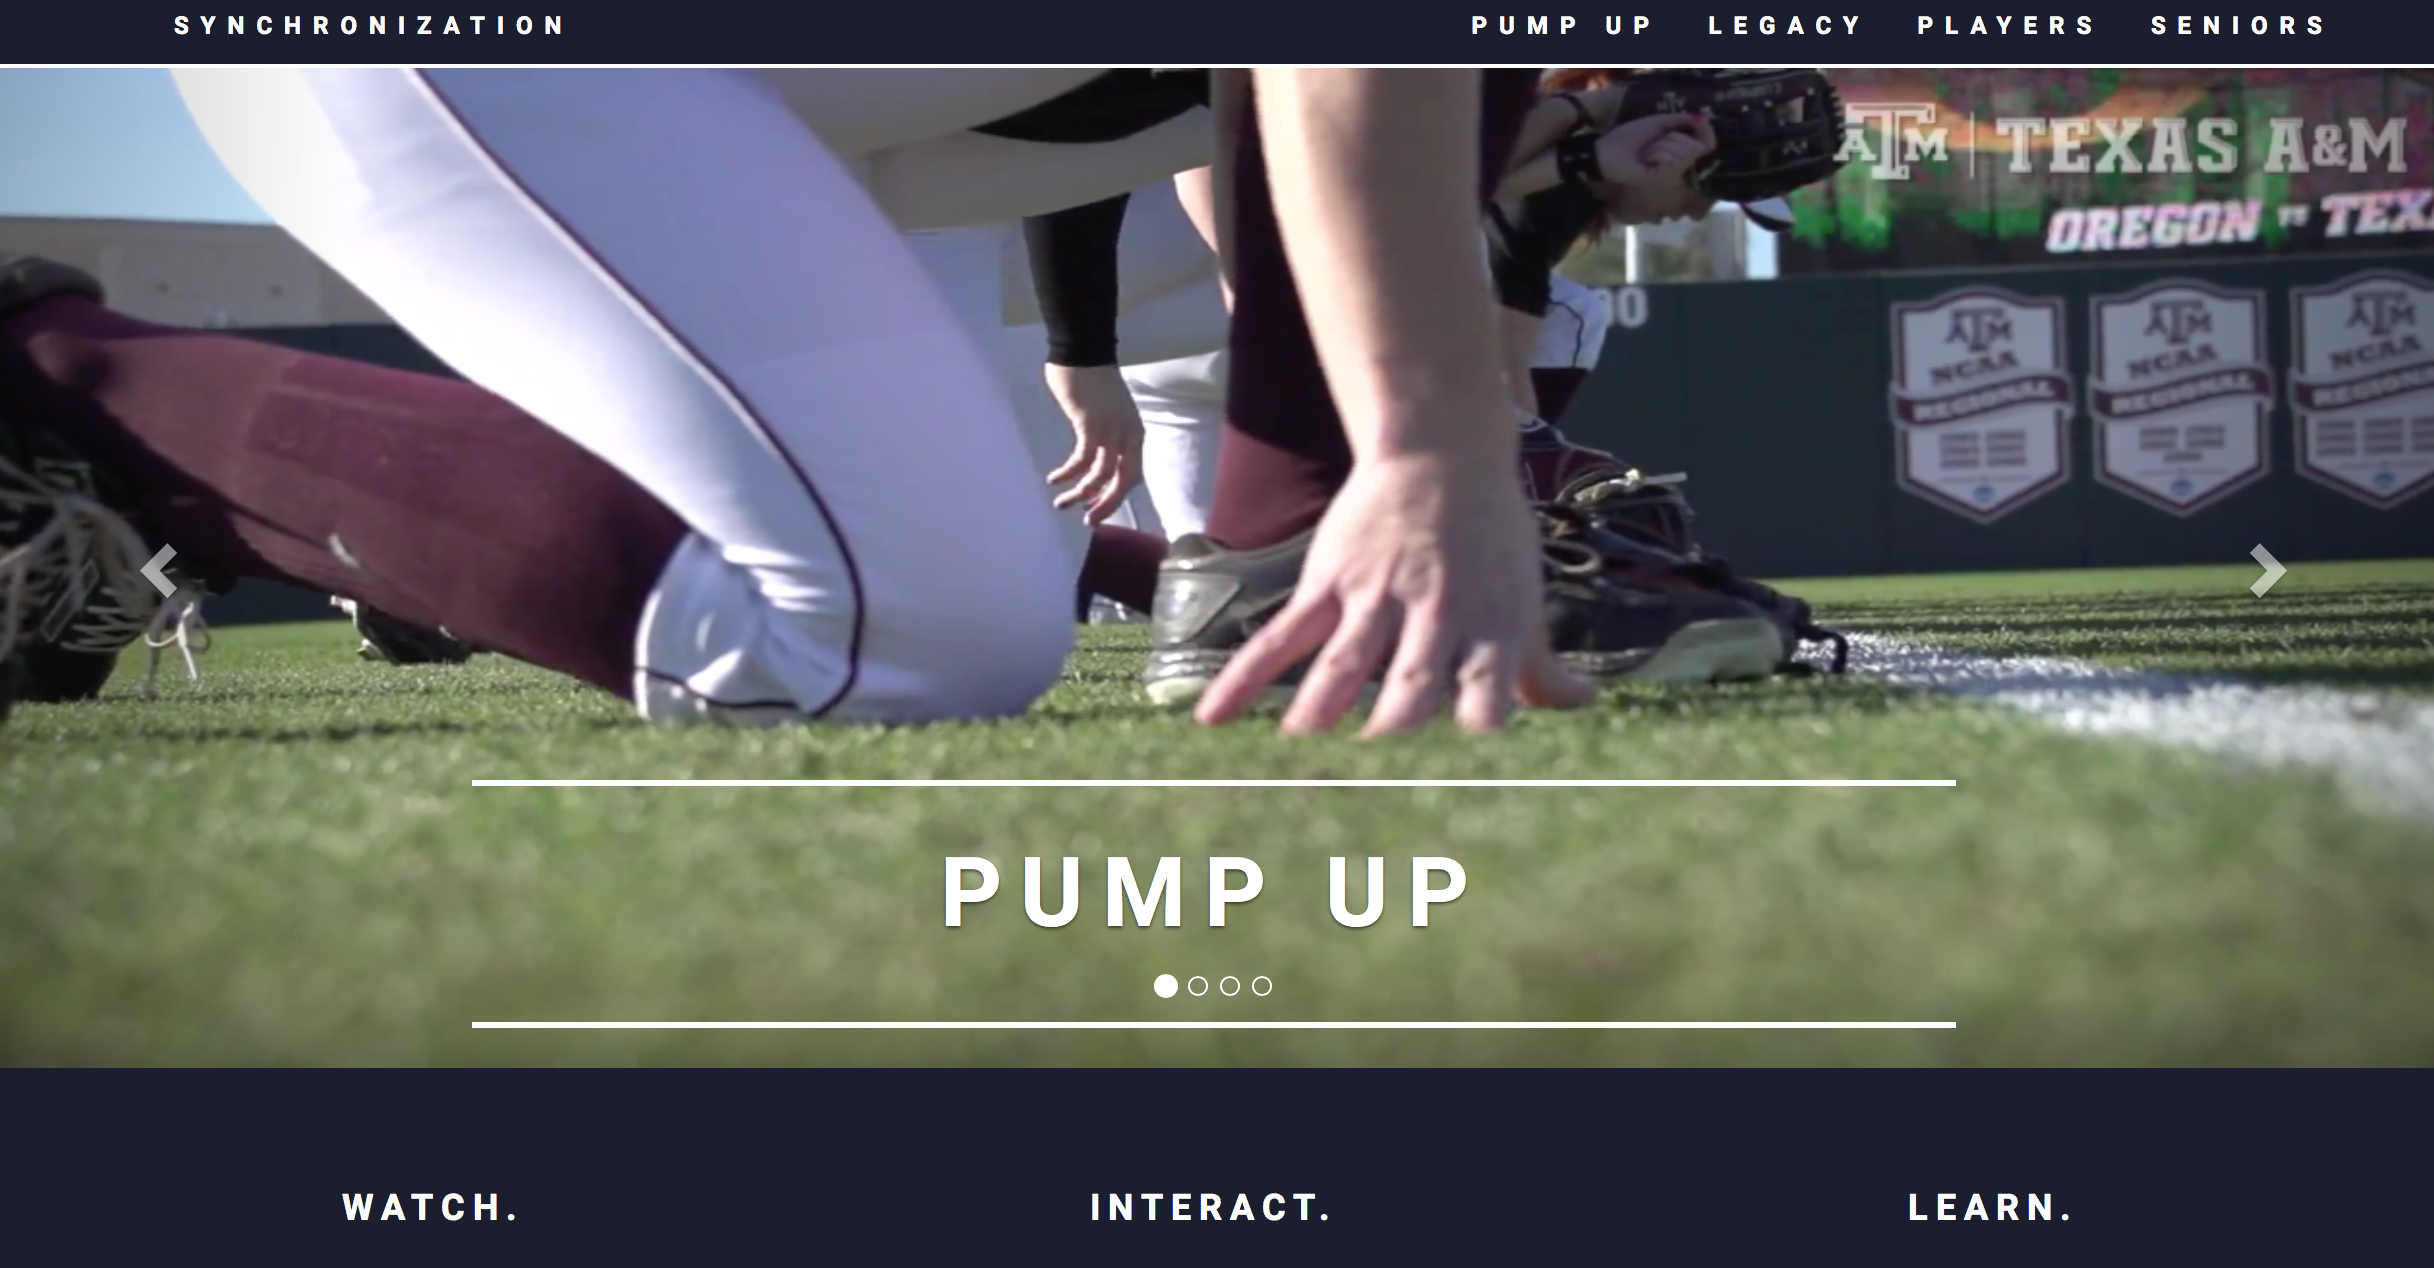 SYNCHRONIZATION
PUMP UP LEGACY PLAYERS SENIORS
ATM | TEXAS A&M
OREGON VS TEX
00
ATM NCAA REGIONAL
ATM NCAA REGIONAL
ATM NCAA REGIONAL
PUMP UP
WATCH. INTERACT. LEARN.